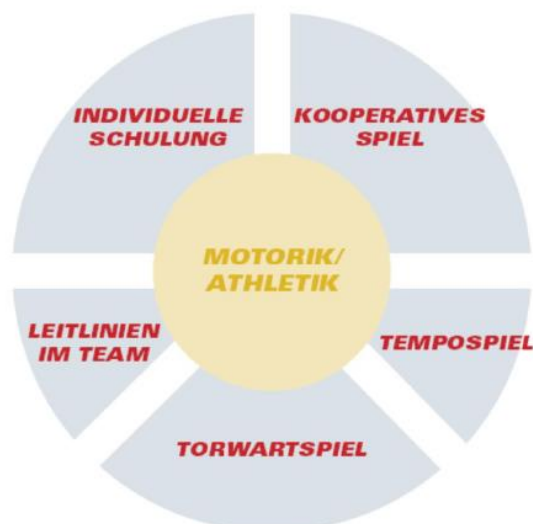 INDIVIDUELLE
SCHULUNG
KOOPERATIVES
SPIEL
MOTORIK/
ATHLETIK
LEITLINIEN
IM TEAM
TEMPOSPIEL
TORWARTSPIEL